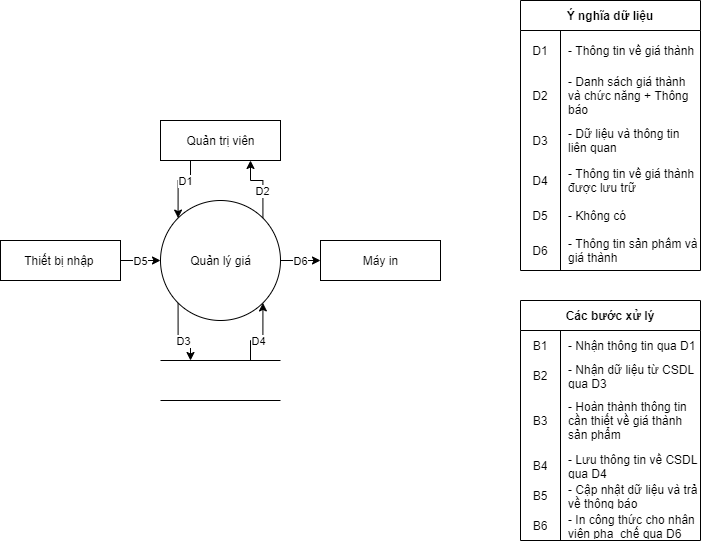 Quản trị viên
D1
D2
Thiết bị nhập
D5
Quản lý giá
D6
Máy in
D3
D4
Ý nghĩa dữ liệu
D1
- Thông tin về giá thành
D2
- Danh sách giá thành
và chức năng + Thông
báo
D3
- Dữ liệu và thông tin
liên quan
D4
- Thông tin về giá thành
được lưu trữ
D5
- Không có
D6
- Thông tin sản phẩm và
giá thành
Các bước xử lý
B1
- Nhận thông tin qua D1
B2
- Nhận dữ liệu từ CSDL
qua D3
B3
- Hoàn thành thông tin
cần thiết về giá thành
sản phẩm
B4
- Lưu thông tin về CSDL
qua D4
B5
- Cập nhật dữ liệu và trả
về thông báo
B6
- In công thức cho nhân
viên pha chế qua D6